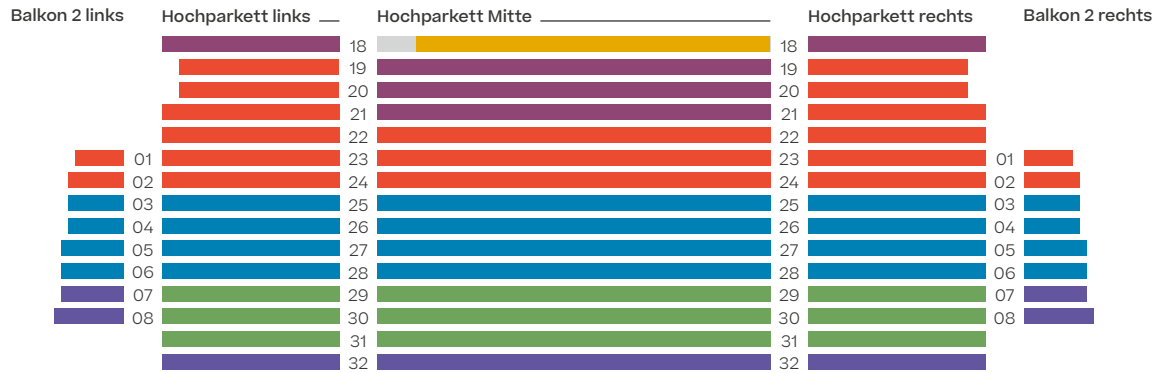 Balkon 2 links Hochparkett links Hochparkett Mitte Hochparkett rechts Balkon 2 rechts
18 18
19 19
20 20
21 21
22 22
01 23 23 01
02 24 24 02
03 25 25 03
04 26 26 04
05 27 27 05
06 28 28 06
07 29 29 07
08 30 30 08
31 31
32 32